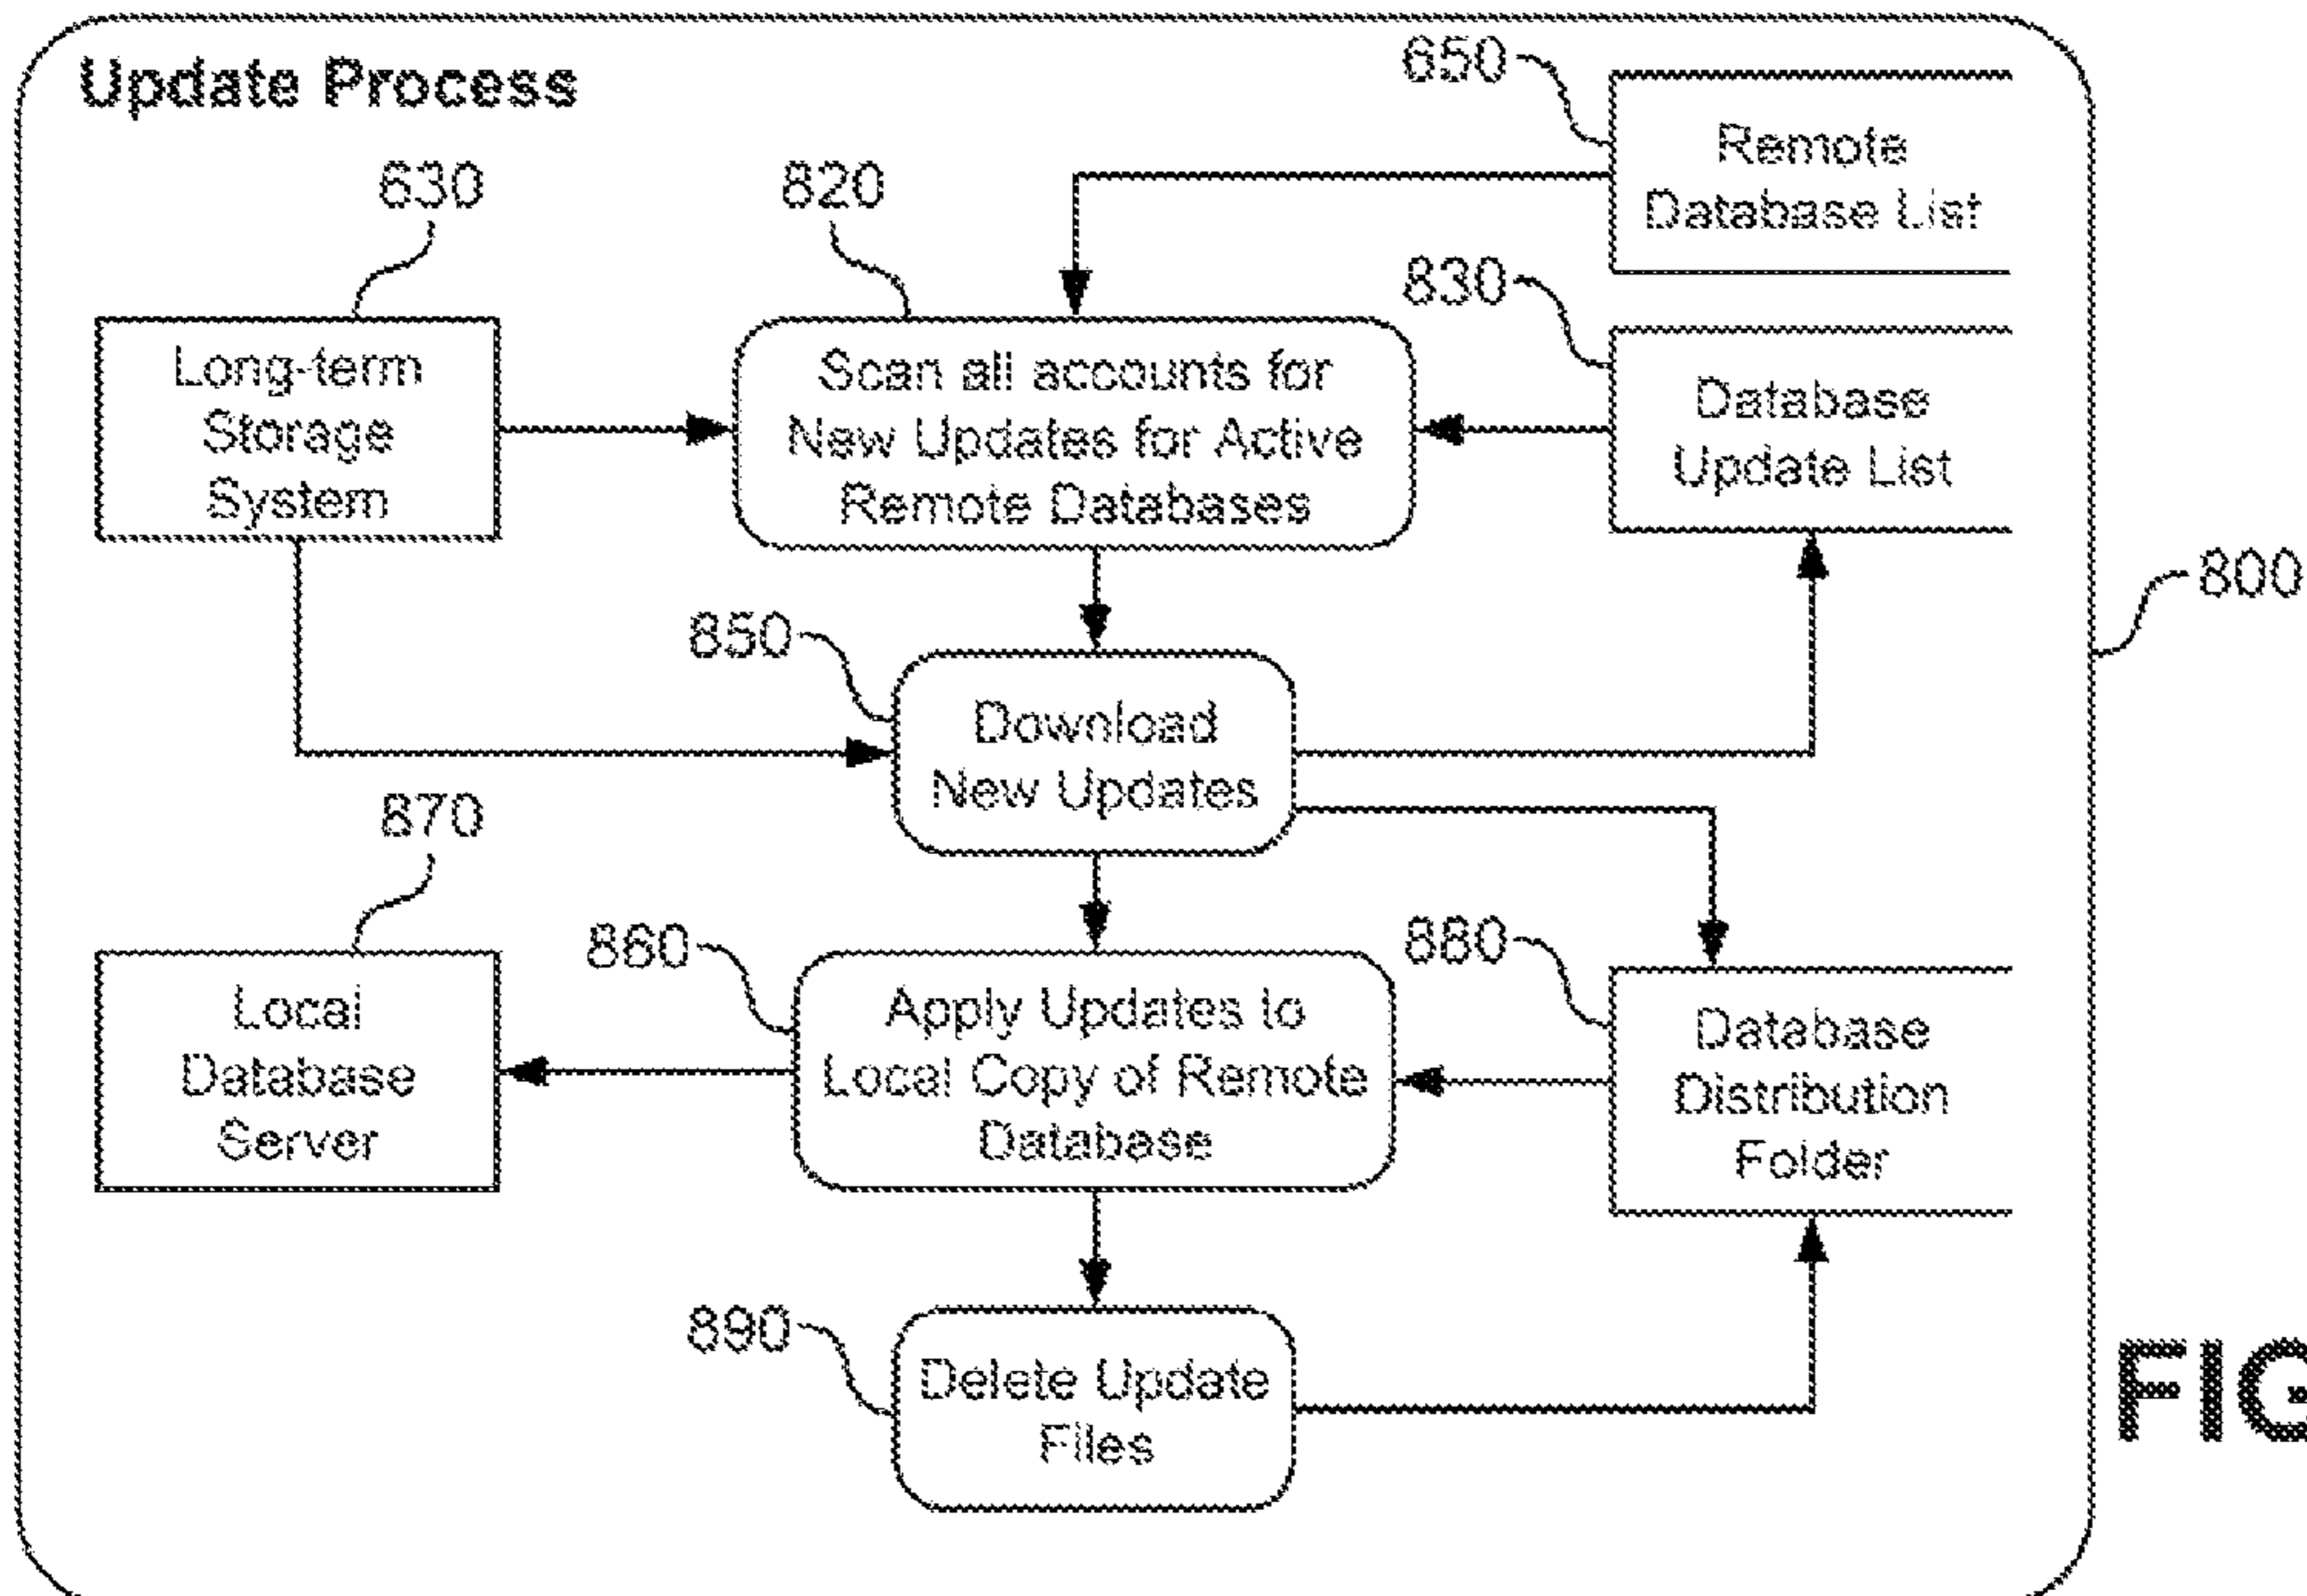 Update Process
650
Remote
Database List
630
820
Long-term
Storage
System
Scan all accounts for
New Updates for Active
Remote Databases
830
Database
Update List
800
850
Download
New Updates
870
Local
Database
Server
860
Apply Updates to
Local Copy of Remote
Database
880
Database
Distribution
Folder
890
Delete Update
Files
FIG